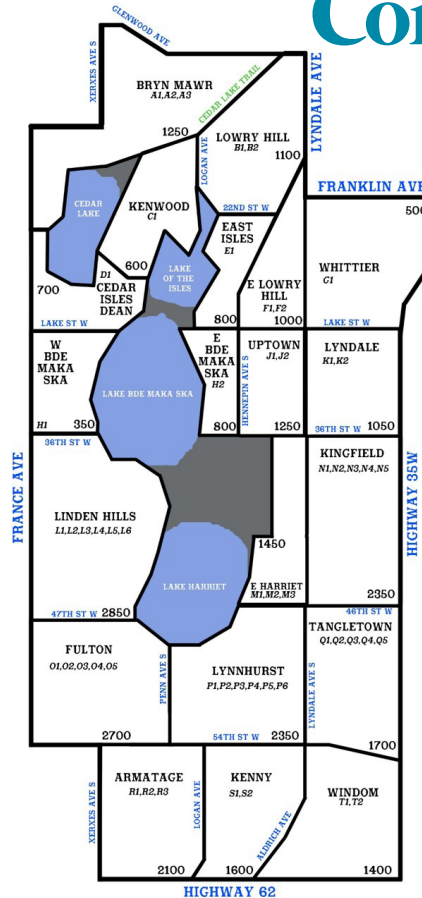 Cor
GLENWOOD AVE
XERXES AVE S
BRYN MAWR
A1,A2,A3
CEDAR LAKE TRAIL
1250
LOGAN AVE
LOWRY HILL
B1,B2
1100
LYNDALE AVE
FRANKLIN AVE
500
CEDAR
LAKE
KENWOOD
C1
22ND ST W
EAST
ISLES
E1
LAKE
OF THE
ISLES
WHITTIER
G1
700
D1
CEDAR
ISLES
DEAN
600
E LOWRY
HILL
F1,F2
800
1000
LAKE ST W
LAKE ST W
W
BDE
MAKA
SKA
H1
350
LAKE BDE MAKA SKA
E
BDE
MAKA
SKA
H2
800
HENNEPIN AVE S
UPTOWN
J1,J2
1250
LYNDALE
K1,K2
36TH ST W
1050
36TH ST W
FRANCE AVE
HIGHWAY 35W
KINGFIELD
N1,N2,N3,N4,N5
2350
LINDEN HILLS
L1,L2,L3,L4,L5,L6
1450
LAKE HARRIET
E HARRIET
M1,M2,M3
47TH ST W
2850
46TH ST W
TANGLETOWN
Q1,Q2,Q3,Q4,Q5
FULTON
O1,O2,O3,O4,O5
PENN AVE S
LYNNHURST
P1,P2,P3,P4,P5,P6
LYNDALE AVE S
2700
54TH ST W
2350
1700
XERXES AVE S
ARMATAGE
R1,R2,R3
LOGAN AVE
KENNY
S1,S2
ALDRICH AVE
WINDOM
T1,T2
2100
1600
1400
HIGHWAY 62